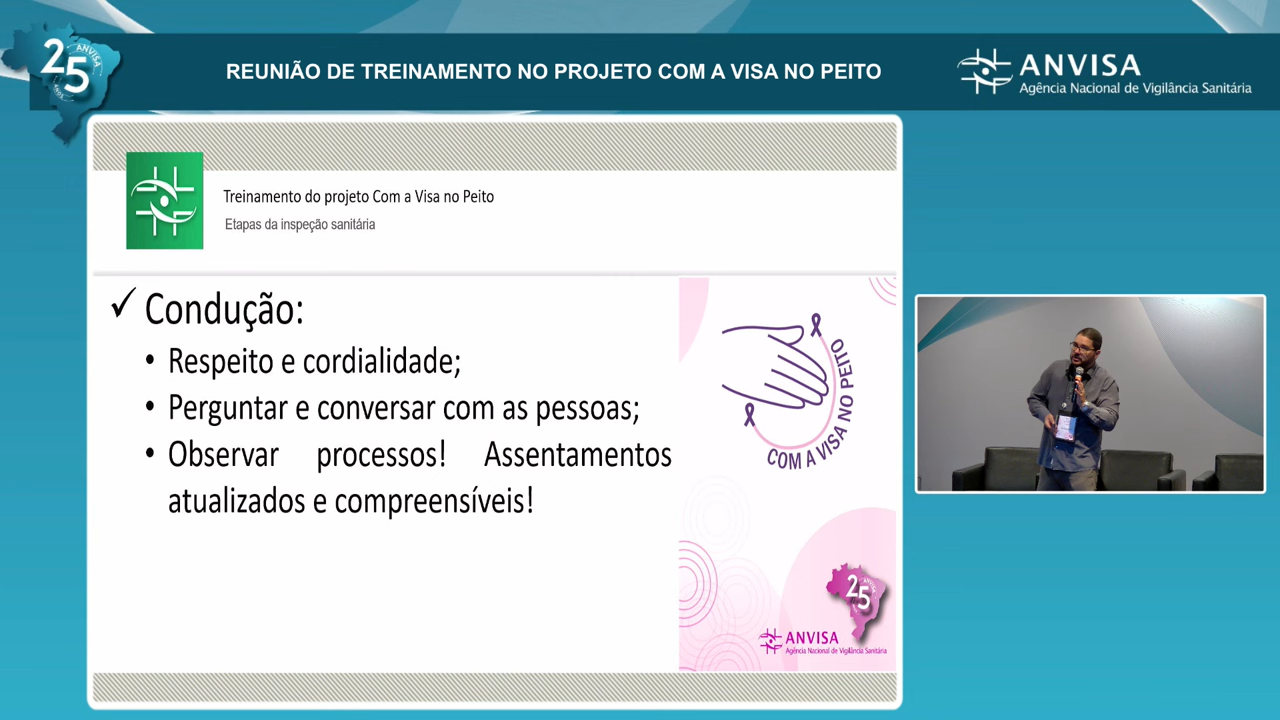 25
ANVISA
ANOS
REUNIÃO DE TREINAMENTO NO PROJETO COM A VISA NO PEITO
ANVISA
Agência Nacional de Vigilância Sanitária
Treinamento do projeto Com a Visa no Peito
Etapas da inspeção sanitária
✓ Condução:
• Respeito e cordialidade;
• Perguntar e conversar com as pessoas;
• Observar processos! Assentamentos
atualizados e compreensíveis!
COM A VISA NO PEITO
25
ANVISA
Agência Nacional de Vigilância Sanitária